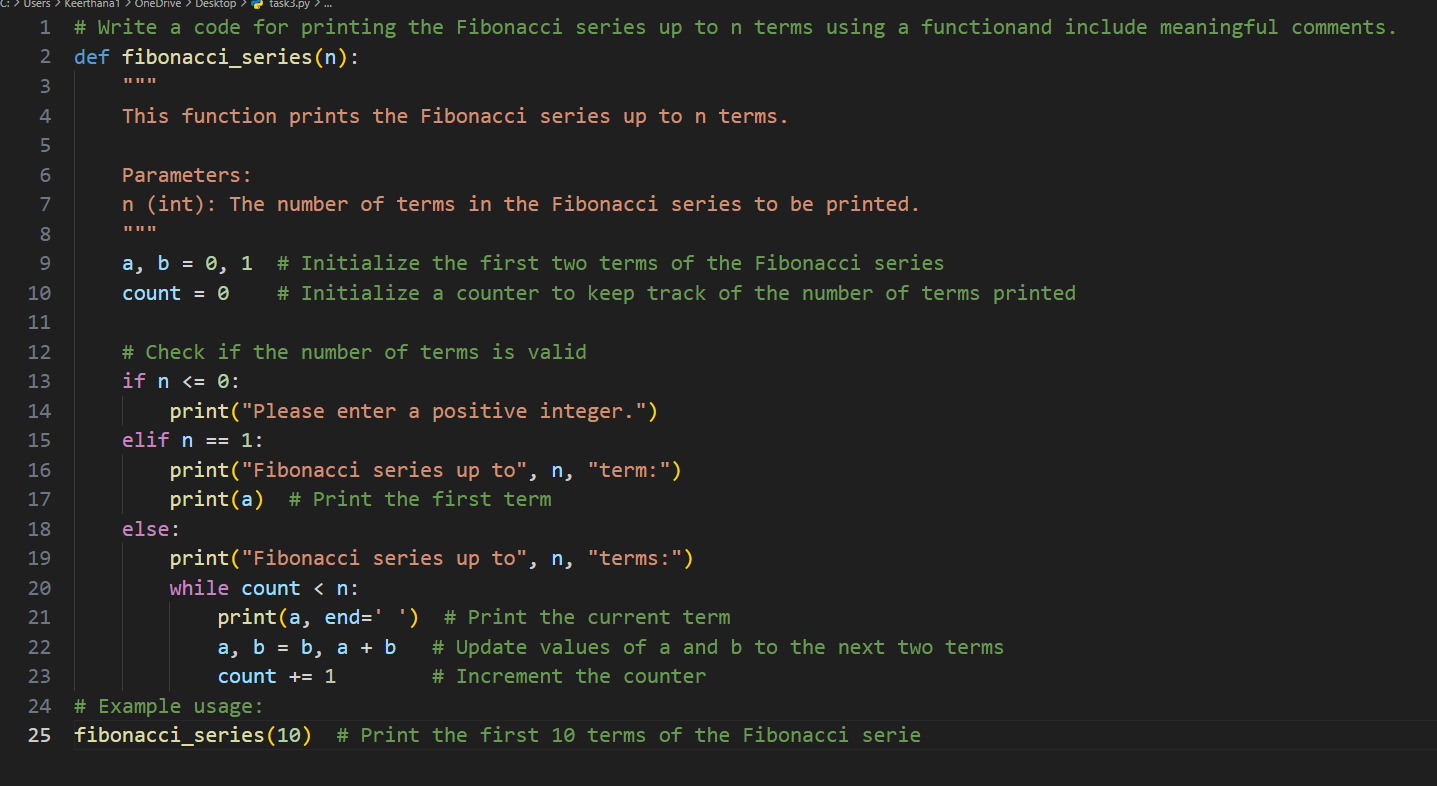 C: > Users > Keerthana1 > OneDrive > Desktop > task3.py > ...
1 # Write a code for printing the Fibonacci series up to n terms using a functionand include meaningful comments.
2 def fibonacci_series(n):
3     """
4     This function prints the Fibonacci series up to n terms.
5
6     Parameters:
7     n (int): The number of terms in the Fibonacci series to be printed.
8     """
9     a, b = 0, 1  # Initialize the first two terms of the Fibonacci series
10     count = 0    # Initialize a counter to keep track of the number of terms printed
11
12     # Check if the number of terms is valid
13     if n <= 0:
14         print("Please enter a positive integer.")
15     elif n == 1:
16         print("Fibonacci series up to", n, "term:")
17         print(a)  # Print the first term
18     else:
19         print("Fibonacci series up to", n, "terms:")
20         while count < n:
21             print(a, end=' ')  # Print the current term
22             a, b = b, a + b   # Update values of a and b to the next two terms
23             count += 1        # Increment the counter
24 # Example usage:
25 fibonacci_series(10)  # Print the first 10 terms of the Fibonacci serie